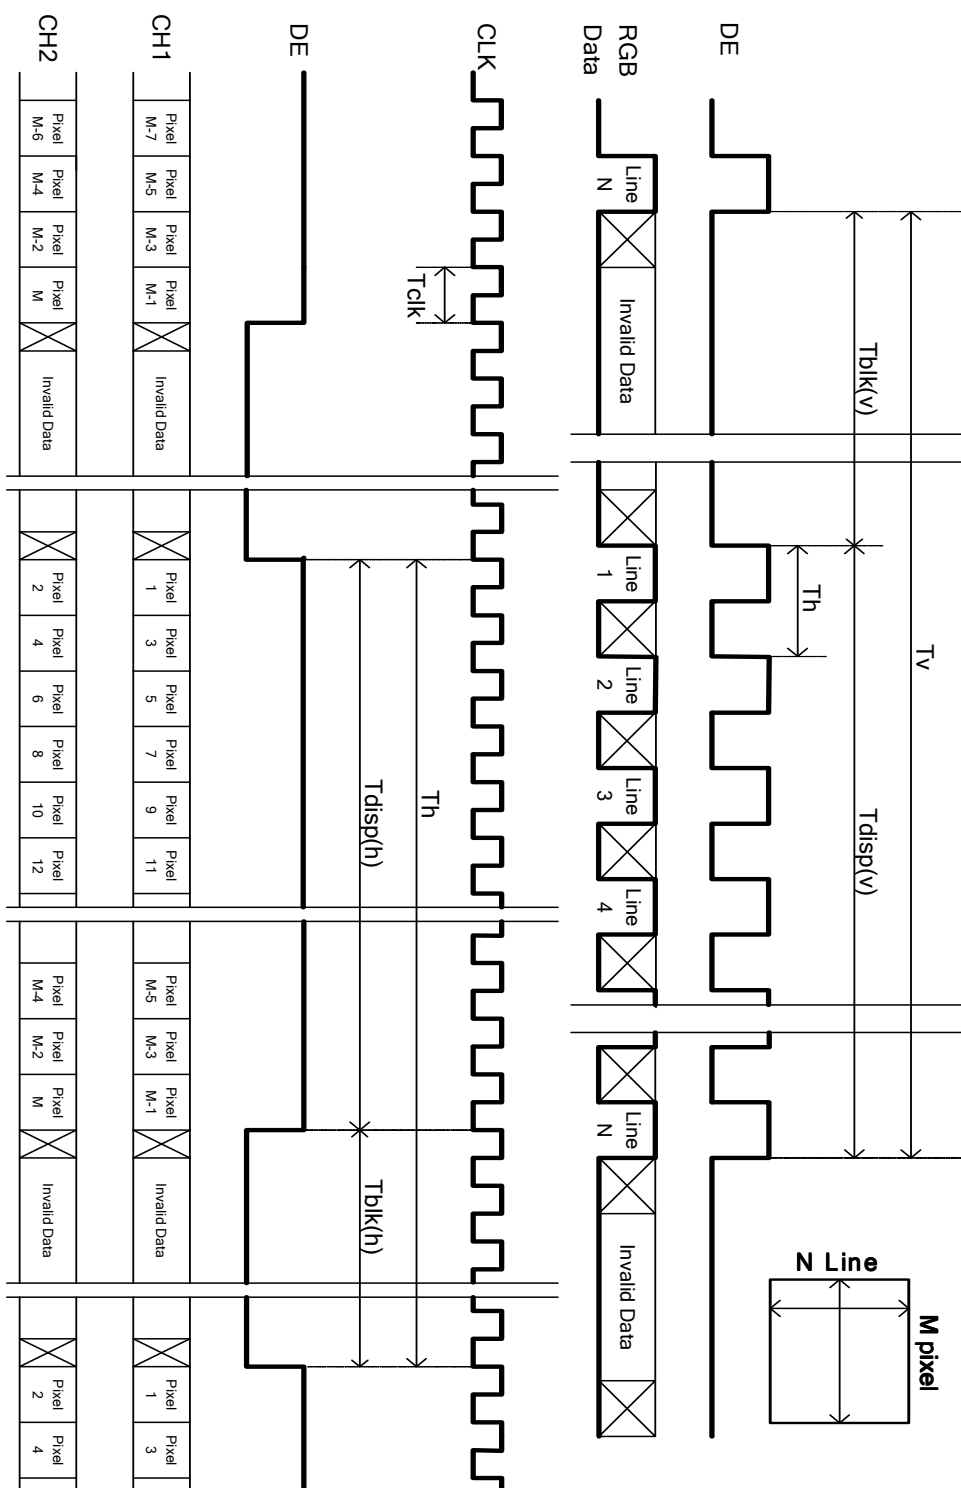 N Line
M pixel
Tv
Tblk(v)
Tdisp(v)
Th
DE
RGB
Data
Line
N
Invalid Data
Line
1
Line
2
Line
3
Line
4
Line
N
Invalid Data
CLK
Tclk
Th
Tdisp(h)
Tblk(h)
DE
CH1
Pixel
M-7
Pixel
M-5
Pixel
M-3
Pixel
M-1
Invalid Data
Pixel
1
Pixel
3
Pixel
5
Pixel
7
Pixel
9
Pixel
11
Pixel
M-5
Pixel
M-3
Pixel
M-1
Invalid Data
Pixel
1
Pixel
3
CH2
Pixel
M-6
Pixel
M-4
Pixel
M-2
Pixel
M
Invalid Data
Pixel
2
Pixel
4
Pixel
6
Pixel
8
Pixel
10
Pixel
12
Pixel
M-4
Pixel
M-2
Pixel
M
Invalid Data
Pixel
2
Pixel
4